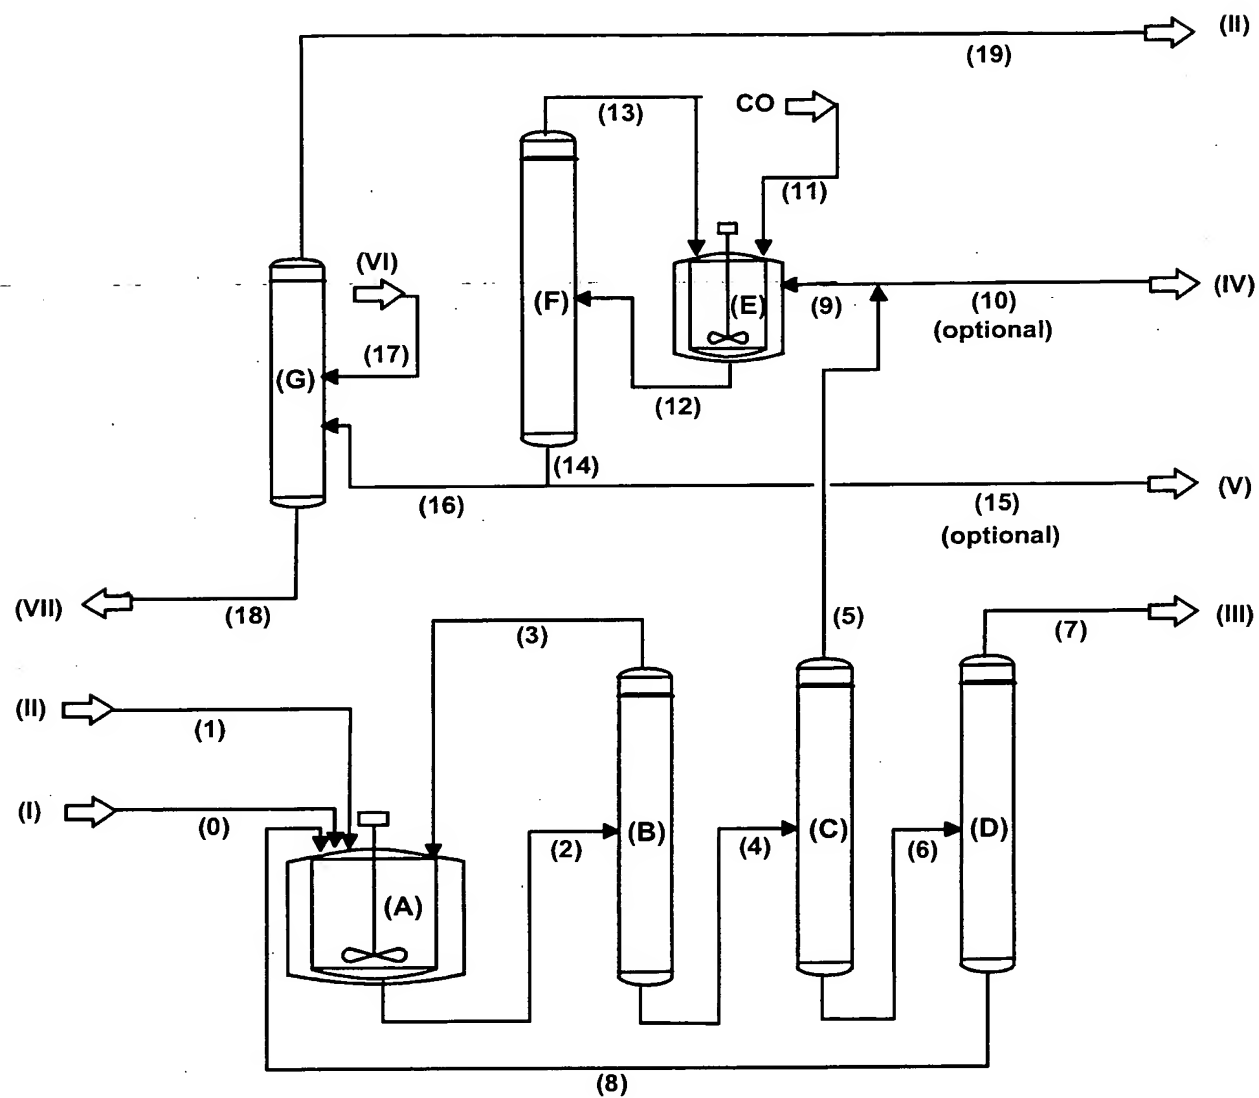 (II)
(19)
(13)
CO
(11)
(VI)
(IV)
(F)
(E)
(9)
(10)
(optional)
(17)
(G)
(12)
(14)
(16)
(V)
(15)
(optional)
(VII)
(18)
(3)
(5)
(7)
(III)
(II)
(1)
(I)
(0)
(2)
(B)
(4)
(C)
(6)
(D)
(A)
(8)